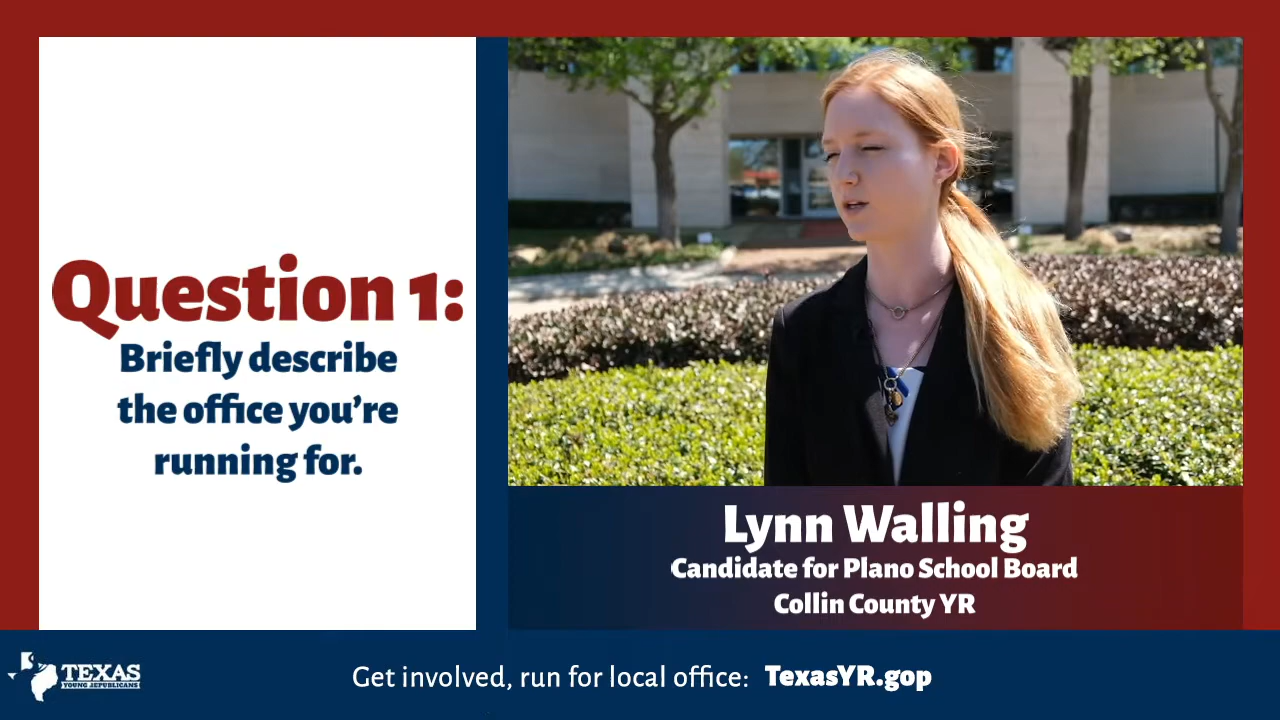 Question 1:
Briefly describe
the office you're
running for.
Lynn Walling
Candidate for Plano School Board
Collin County YR
TEXAS
YOUNG REPUBLICANS
Get involved, run for local office: TexasYR.gop